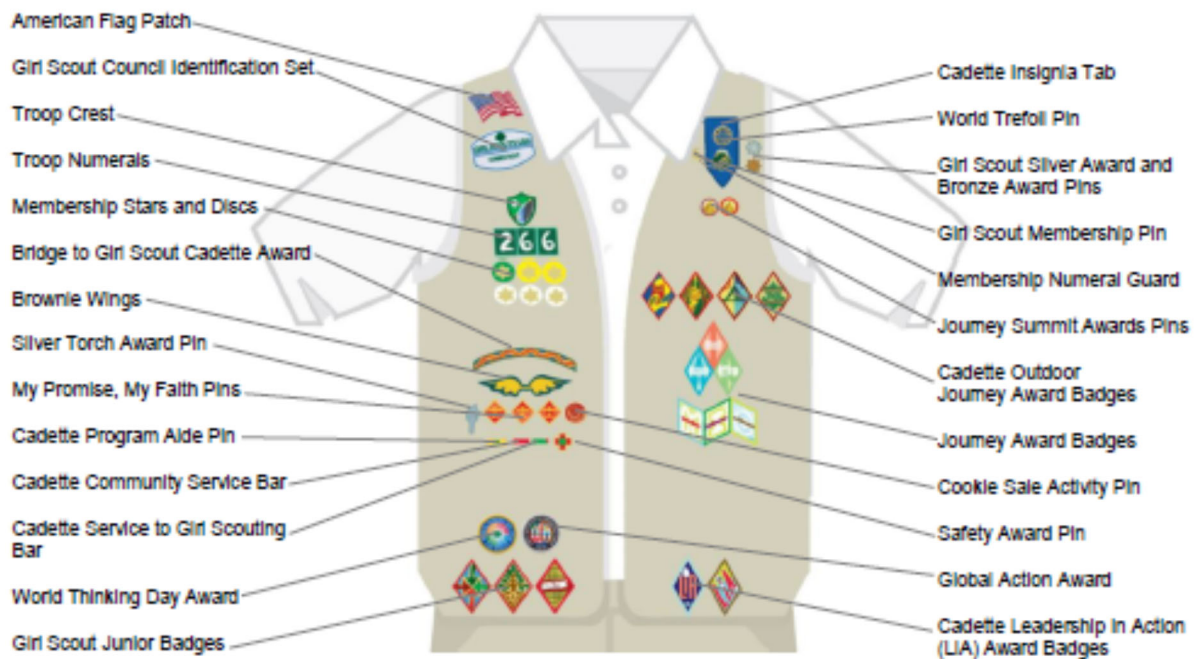 American Flag Patch
Girl Scout Council Identification Set
Troop Crest
Troop Numerals
Membership Stars and Discs
Bridge to Girl Scout Cadette Award
Brownie Wings
Silver Torch Award Pin
My Promise, My Faith Pins
Cadette Program Aide Pin
Cadette Community Service Bar
Cadette Service to Girl Scouting
Bar
World Thinking Day Award
Girl Scout Junior Badges
266
Cadette Insignia Tab
World Trefoil Pin
Girl Scout Silver Award and
Bronze Award Pins
Girl Scout Membership Pin
Membership Numeral Guard
Journey Summit Awards Pins
Cadette Outdoor
Journey Award Badges
Journey Award Badges
Cookie Sale Activity Pin
Safety Award Pin
Global Action Award
Cadette Leadership in Action
(LiA) Award Badges